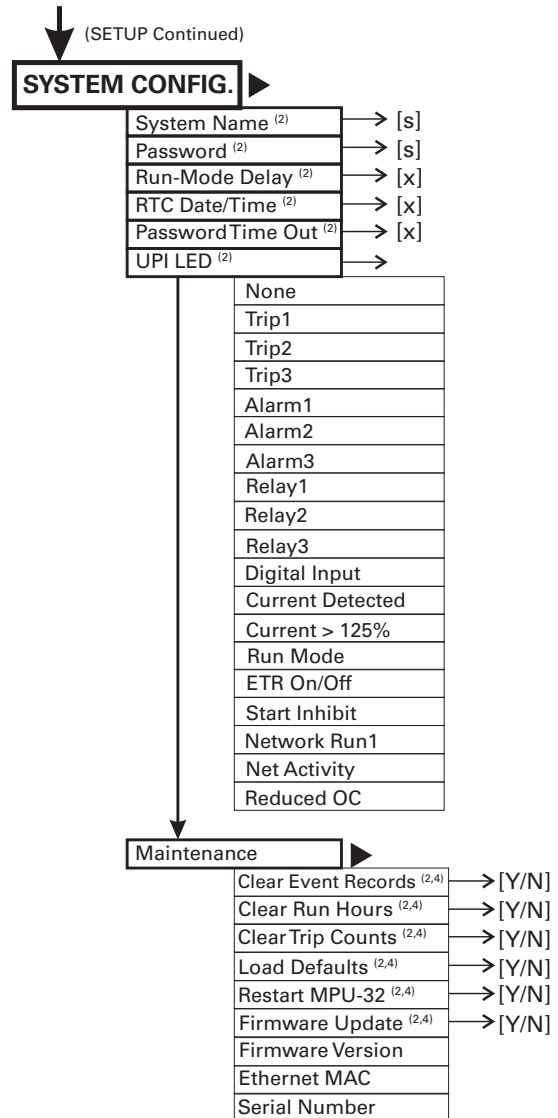 (SETUP Continued)
SYSTEM CONFIG.
System Name (2) [s]
Password (2) [s]
Run-Mode Delay (2) [x]
RTC Date/Time (2) [x]
Password Time Out (2) [x]
UPI LED (2)
None
Trip1
Trip2
Trip3
Alarm1
Alarm2
Alarm3
Relay1
Relay2
Relay3
Digital Input
Current Detected
Current > 125%
Run Mode
ETR On/Off
Start Inhibit
Network Run1
Net Activity
Reduced OC
Maintenance
Clear Event Records (2,4) [Y/N]
Clear Run Hours (2,4) [Y/N]
Clear Trip Counts (2,4) [Y/N]
Load Defaults (2,4) [Y/N]
Restart MPU-32 (2,4) [Y/N]
Firmware Update (2,4) [Y/N]
Firmware Version
Ethernet MAC
Serial Number